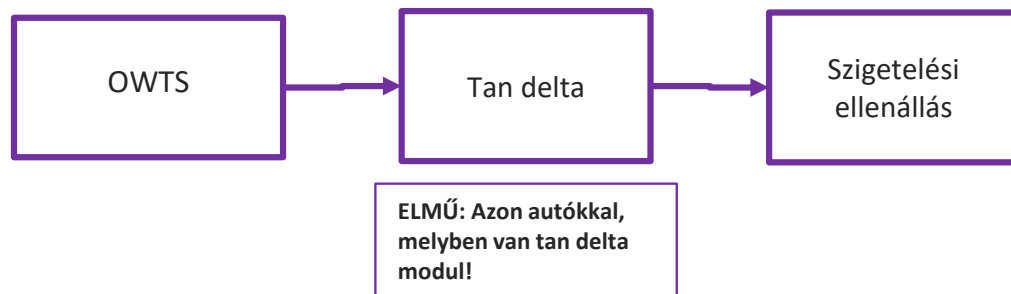 OWTS
Tan delta
Szigetelési
ellenállás
ELMŰ: Azon autókkal,
melyben van tan delta
modul!